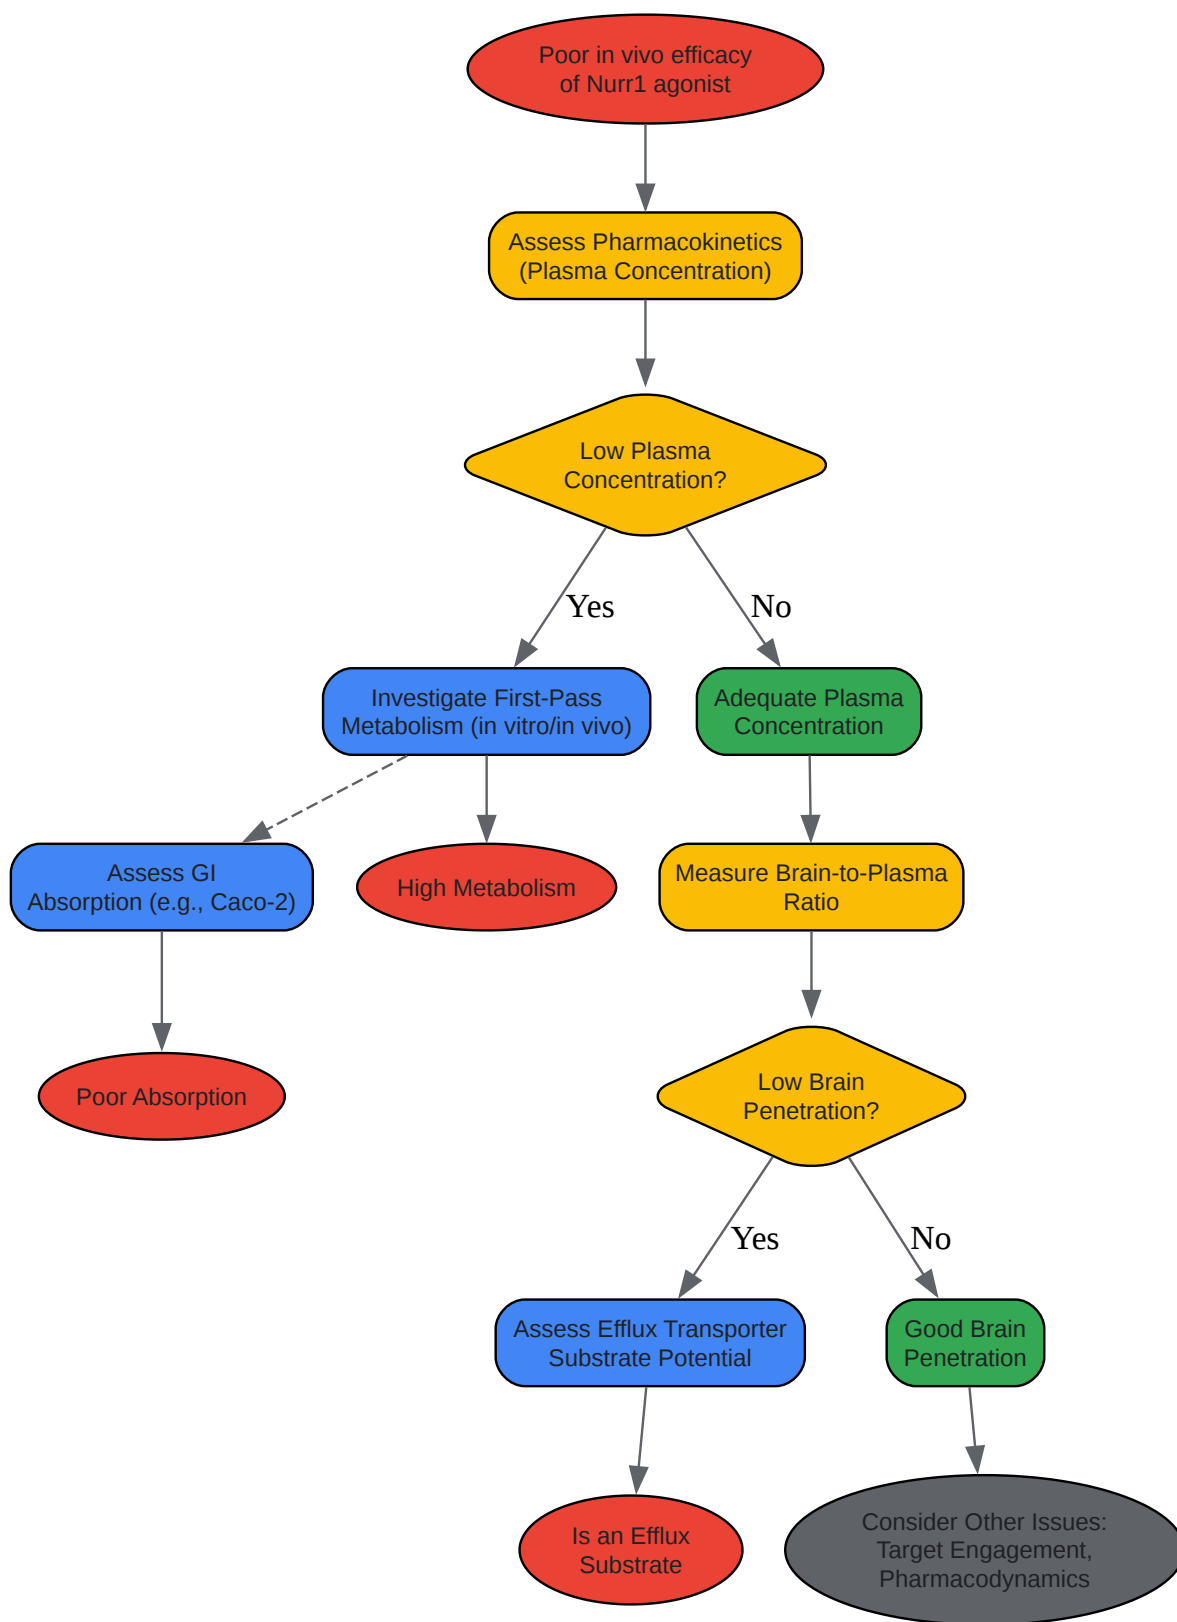 Poor in vivo efficacy
of Nurr1 agonist
Assess Pharmacokinetics
(Plasma Concentration)
Low Plasma
Concentration?
Yes
No
Investigate First-Pass
Metabolism (in vitro/in vivo)
Adequate Plasma
Concentration
Assess GI
Absorption (e.g., Caco-2)
High Metabolism
Measure Brain-to-Plasma
Ratio
Poor Absorption
Low Brain
Penetration?
Yes
No
Assess Efflux Transporter
Substrate Potential
Good Brain
Penetration
Is an Efflux
Substrate
Consider Other Issues:
Target Engagement,
Pharmacodynamics